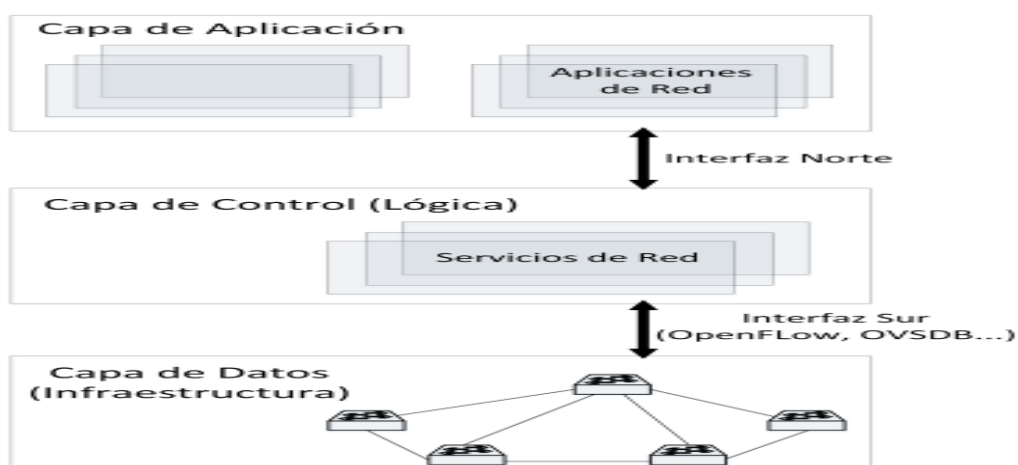 Capa de Aplicación
Aplicaciones
de Red
Interfaz Norte
Capa de Control (Lógica)
Servicios de Red
Interfaz Sur
(OpenFLow, OVSDB...)
Capa de Datos
(Infraestructura)